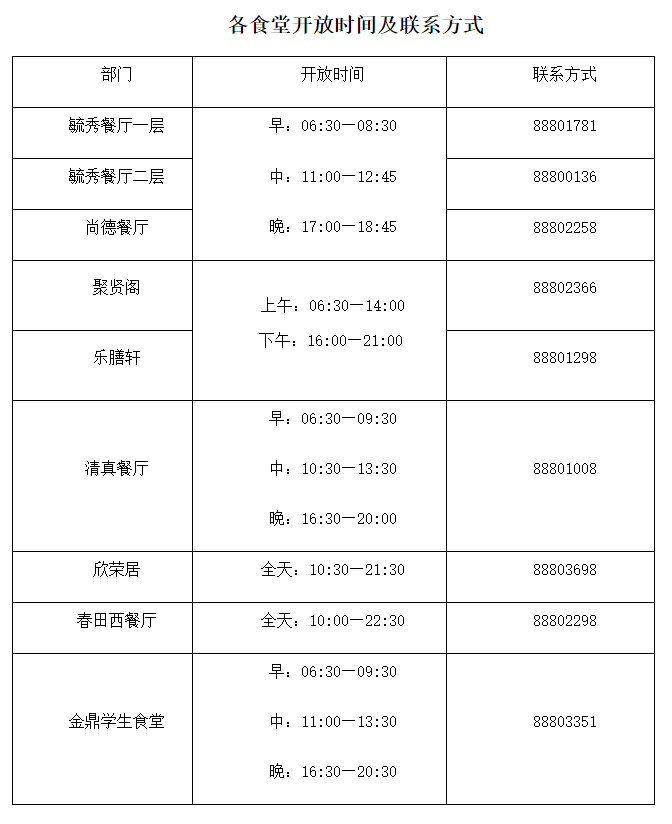 各食堂开放时间及联系方式
部门 开放时间 联系方式
毓秀餐厅一层 早：06:30—08:30 88801781
毓秀餐厅二层 中：11:00—12:45 88800136
尚德餐厅 晚：17:00—18:45 88802258
聚贤阁 88802366
上午：06:30—14:00
下午：16:00—21:00
乐膳轩 88801298
早：06:30—09:30
清真餐厅 中：10:30—13:30 88801008
晚：16:30—20:00
欣荣居 全天：10:30—21:30 88803698
春田西餐厅 全天：10:00—22:30 88802298
早：06:30—09:30
金鼎学生食堂 中：11:00—13:30 88803351
晚：16:30—20:30